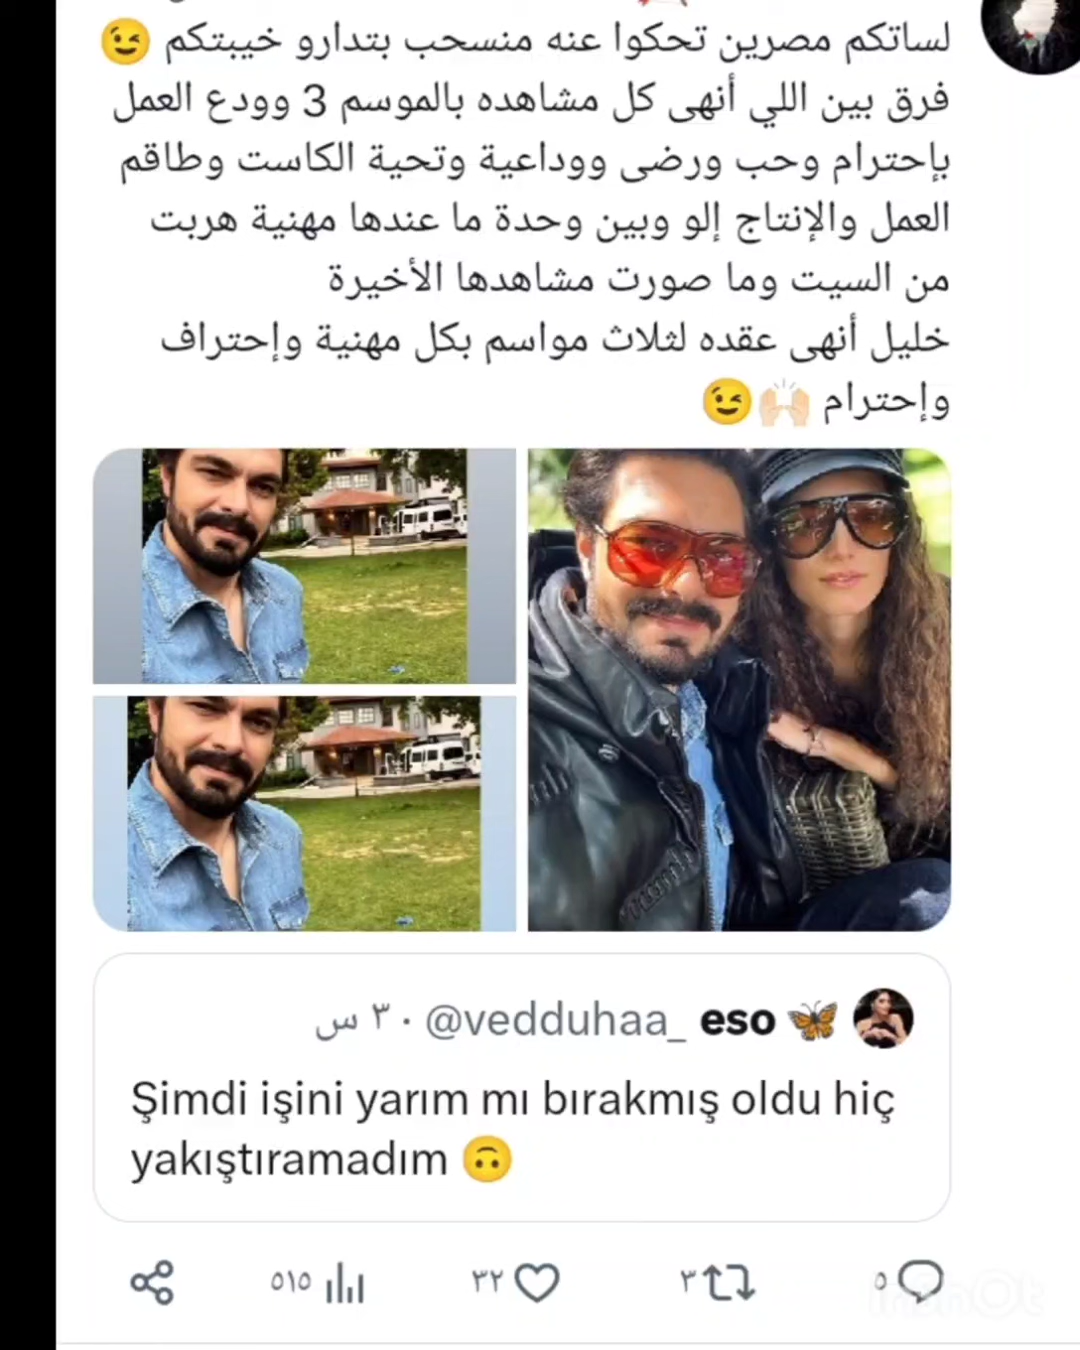 لساتكم مصرين تحكوا عنه منسحب بتدارو خيبتكم 😉
فرق بين اللي أنهى كل مشاهده بالموسم 3 وودع العمل
بإحترام وحب ورضى ووداعية وتحية الكاست وطاقم
العمل والإنتاج إلو وبين وحدة ما عندها مهنية هربت
من السيت وما صورت مشاهدها الأخيرة
خليل أنهى عقده لثلاث مواسم بكل مهنية وإحتراف
وإحترام 🙌🏻 😉
eso 🦋 @vedduhaa_ · ٣ س
Şimdi işini yarım mı bırakmış oldu hiç
yakıştıramadım 🙃
٥ ٣ ٣٢ ٥١٥
InShOt